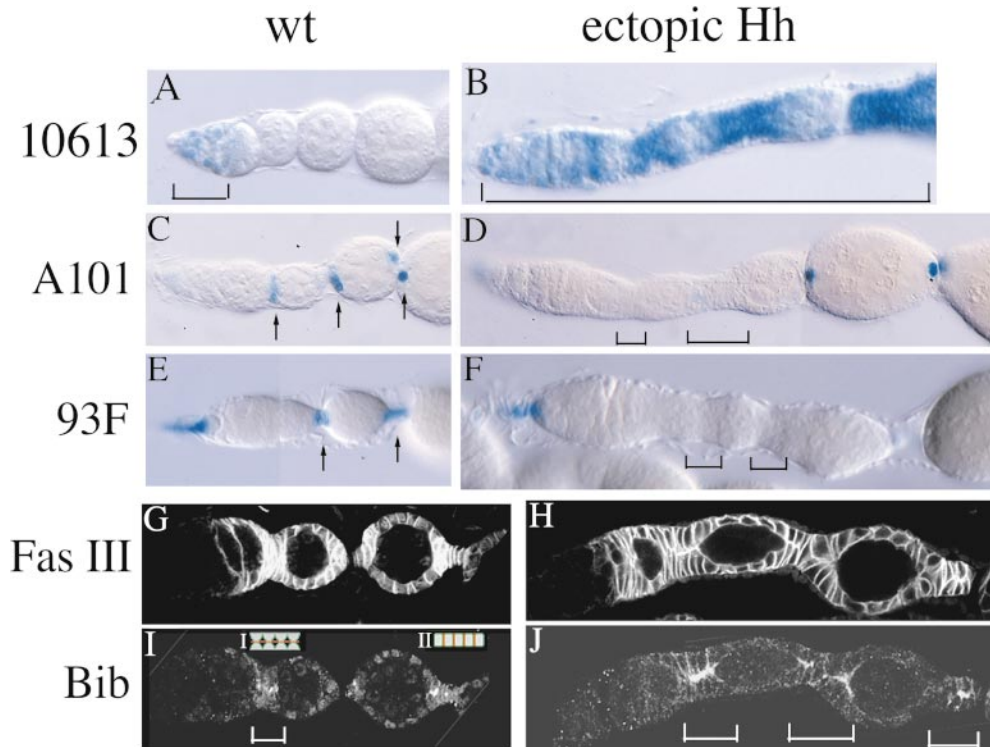 wt ectopic Hh
A B
10613
C D
A101
E F
93F
G H
Fas III
I I II J
Bib